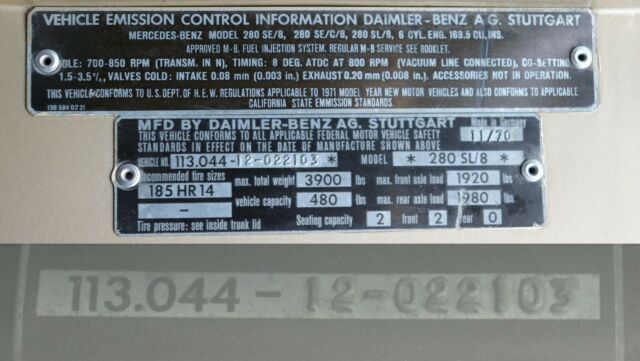 VEHICLE EMISSION CONTROL INFORMATION DAIMLER-BENZ A.G. STUTTGART
MERCEDES-BENZ MODEL 280 SE/8, 280 SE/C/8, 280 SL/8, 6 CYL. ENG. 169.5 CU. INS.
APPROVED M-B. FUEL INJECTION SYSTEM. REGULAR M-B SERVICE SEE BOOKLET.
IDLE: 700-850 RPM (TRANSM. IN N), TIMING: 8 DEG. ATDC AT 800 RPM (VACUUM LINE CONNECTED), CO-SETTING
1.5-3.5%, VALVES COLD: INTAKE 0.08 mm (0.003 in.) EXHAUST 0.20 mm (0.008 in.). ACCESSORIES NOT IN OPERATION.
THIS VEHICLE CONFORMS TO U.S. DEPT. OF H.E.W. REGULATIONS APPLICABLE TO 1971 MODEL YEAR NEW MOTOR VEHICLES AND ALSO CONFORMS TO APPLICABLE
CALIFORNIA STATE EMMISSION STANDARDS.
MFD BY DAIMLER-BENZ AG. STUTTGART Made in Germany
THIS VEHICLE CONFORMS TO ALL APPLICABLE FEDERAL MOTOR VEHICLE SAFETY 11/70
STANDARDS IN EFFECT ON THE DATE OF MANUFACTURE SHOWN ABOVE
VEHICLE NO. 113.044-12-022103 * MODEL * 280 SL/8 *
Recommended tire sizes max. total weight 3900 lbs max. front axle load 1920 lbs
185 HR 14 vehicle capacity 480 lbs max. rear axle load 1980 lbs
–
Tire pressure: see inside trunk lid Seating capacity 2 front 2 rear 0
113.044-12-022103